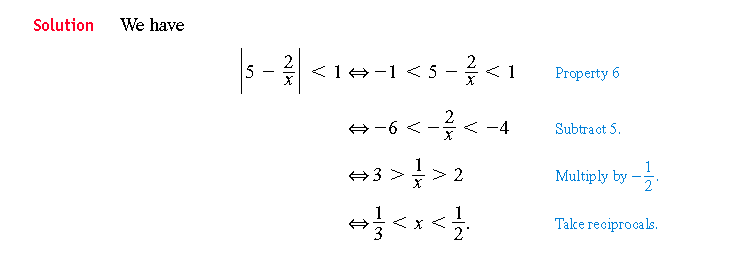 Solution We have
|5 − 2/x| < 1 ⇔ −1 < 5 − 2/x < 1 Property 6
⇔ −6 < −2/x < −4 Subtract 5.
⇔ 3 > 1/x > 2 Multiply by −1/2.
⇔ 1/3 < x < 1/2. Take reciprocals.